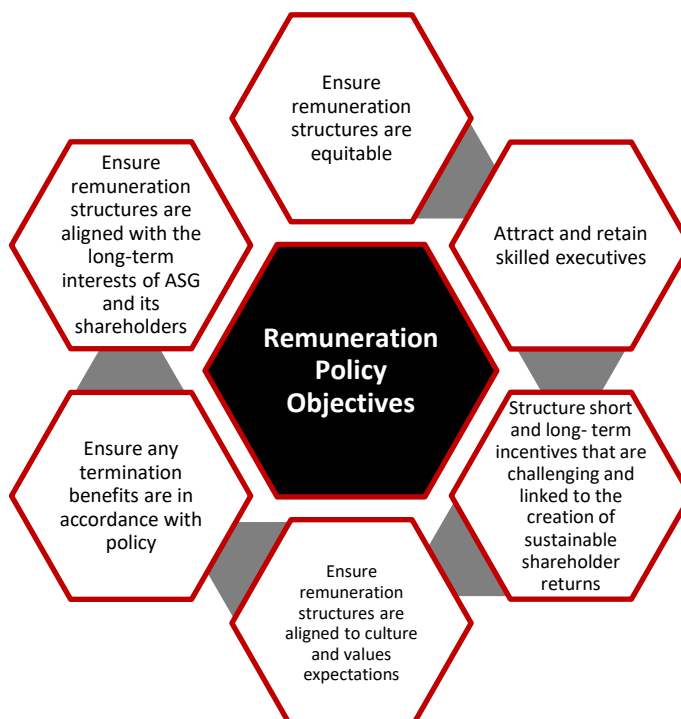 Ensure
remuneration
structures are
equitable
Attract and retain
skilled executives
Structure short
and long- term
incentives that are
challenging and
linked to the
creation of
sustainable
shareholder
returns
Ensure
remuneration
structures are
aligned to culture
and values
expectations
Ensure any
termination
benefits are in
accordance with
policy
Ensure
remuneration
structures are
aligned with the
long-term
interests of ASG
and its
shareholders
Remuneration
Policy
Objectives